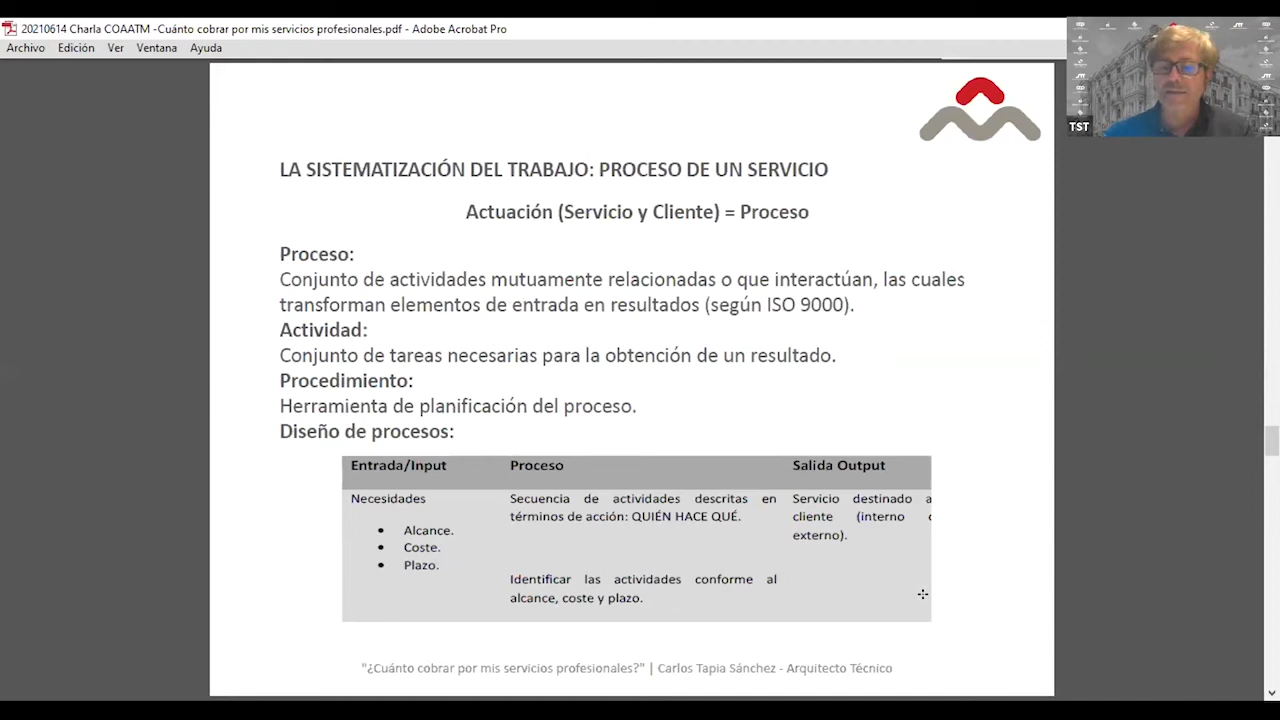 20210614 Charla COAATM -Cuánto cobrar por mis servicios profesionales.pdf - Adobe Acrobat Pro
Archivo Edición Ver Ventana Ayuda
TST
LA SISTEMATIZACIÓN DEL TRABAJO: PROCESO DE UN SERVICIO
Actuación (Servicio y Cliente) = Proceso
Proceso:
Conjunto de actividades mutuamente relacionadas o que interactúan, las cuales
transforman elementos de entrada en resultados (según ISO 9000).
Actividad:
Conjunto de tareas necesarias para la obtención de un resultado.
Procedimiento:
Herramienta de planificación del proceso.
Diseño de procesos:
Entrada/Input Proceso Salida Output
Necesidades
• Alcance.
• Coste.
• Plazo.
Secuencia de actividades descritas en
términos de acción: QUIÉN HACE QUÉ.
Identificar las actividades conforme al
alcance, coste y plazo.
Servicio destinado a
cliente (interno
externo).
"¿Cuánto cobrar por mis servicios profesionales?" | Carlos Tapia Sánchez - Arquitecto Técnico